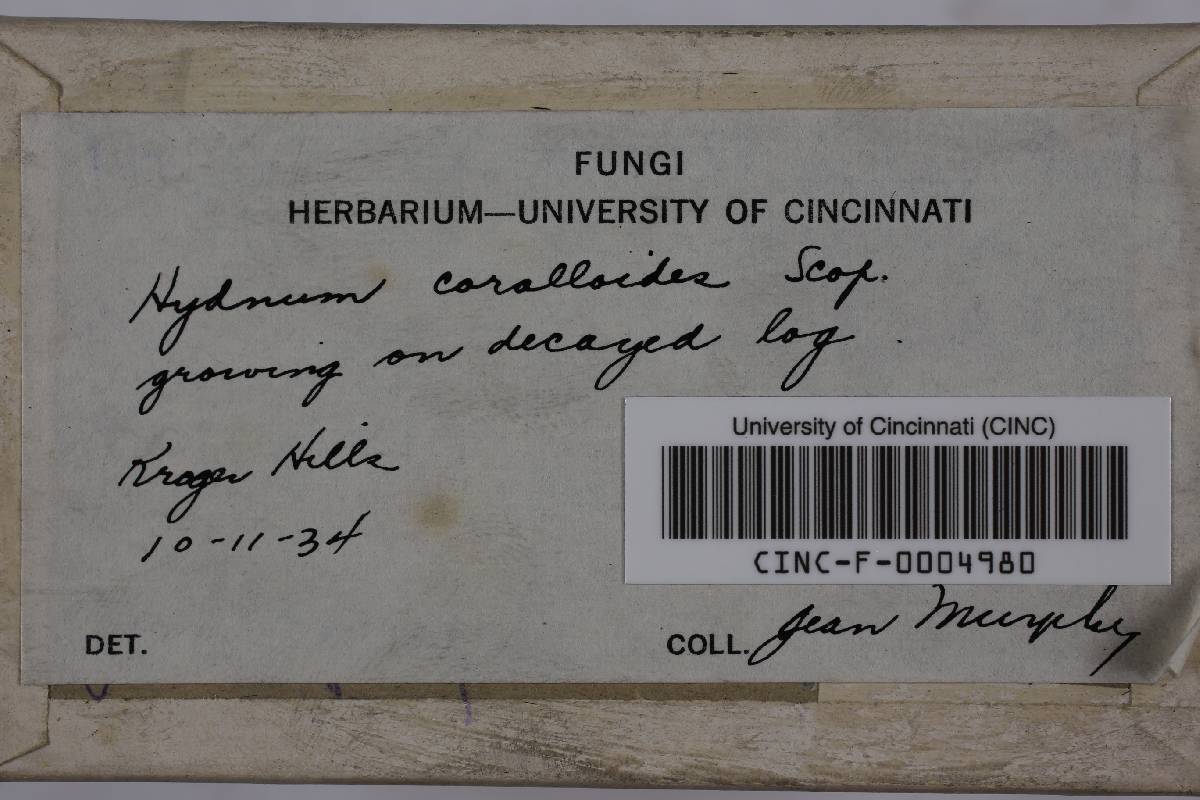 FUNGI
HERBARIUM—UNIVERSITY OF CINCINNATI
Hydnum coralloides Scop.
growing on decayed log.
Kroger Hills
10-11-34
University of Cincinnati (CINC)
CINC-F-0004980
DET.
COLL. Jean Murphy